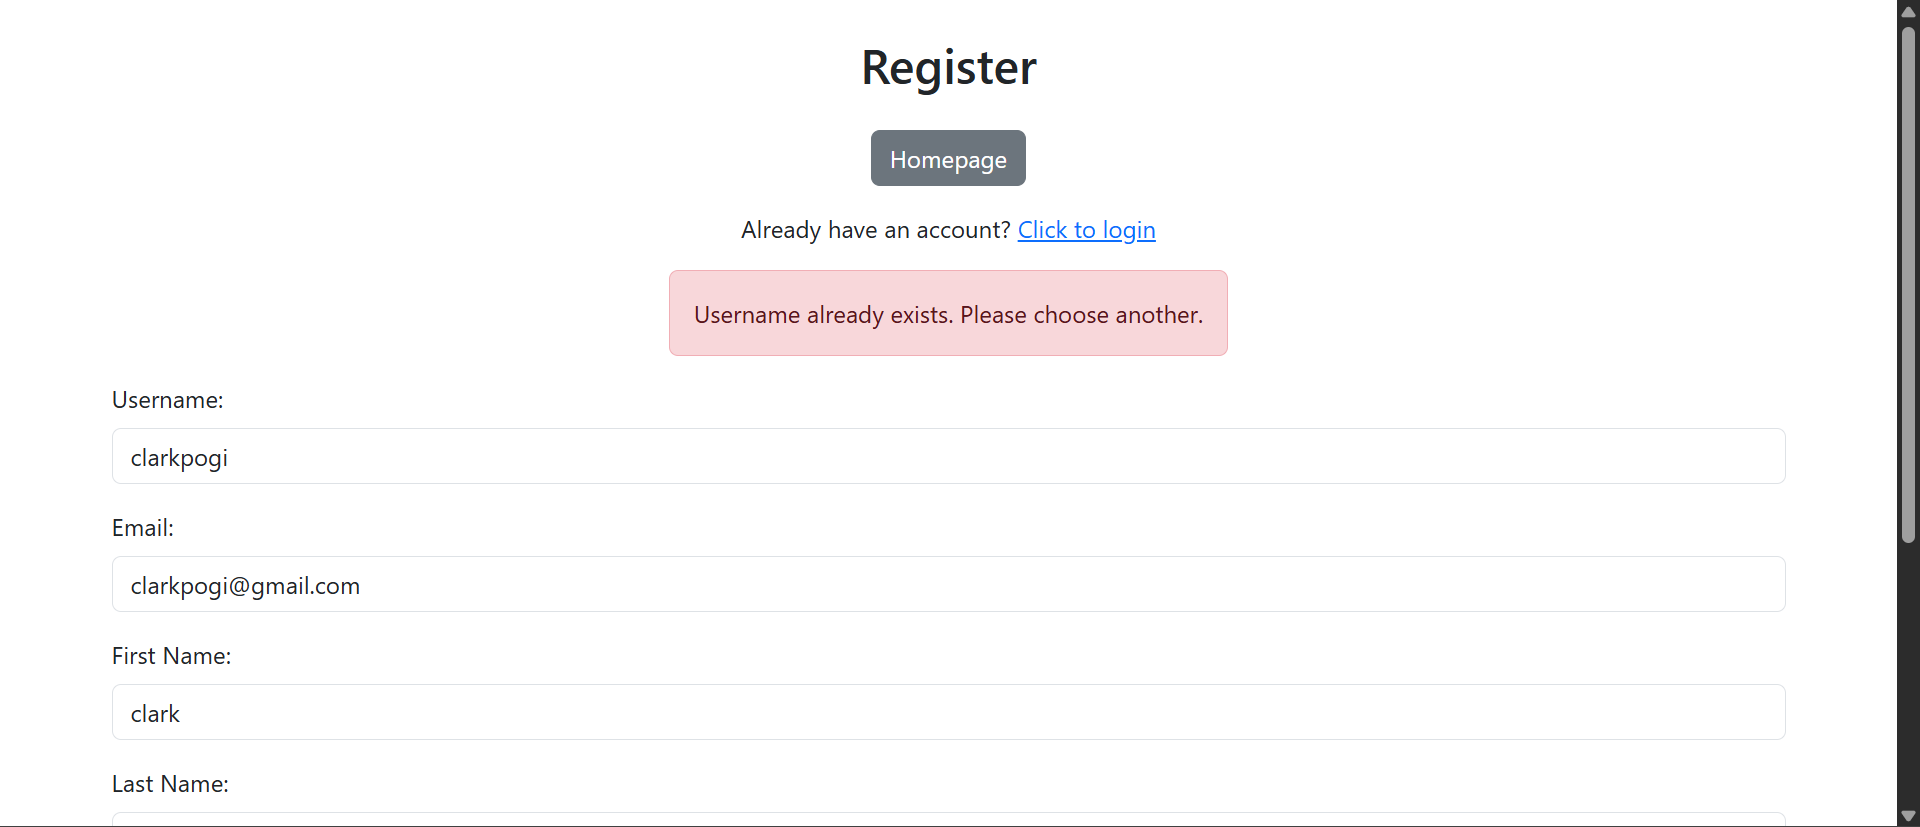 Register
Homepage
Already have an account? Click to login
Username already exists. Please choose another.
Username:
clarkpogi
Email:
clarkpogi@gmail.com
First Name:
clark
Last Name: